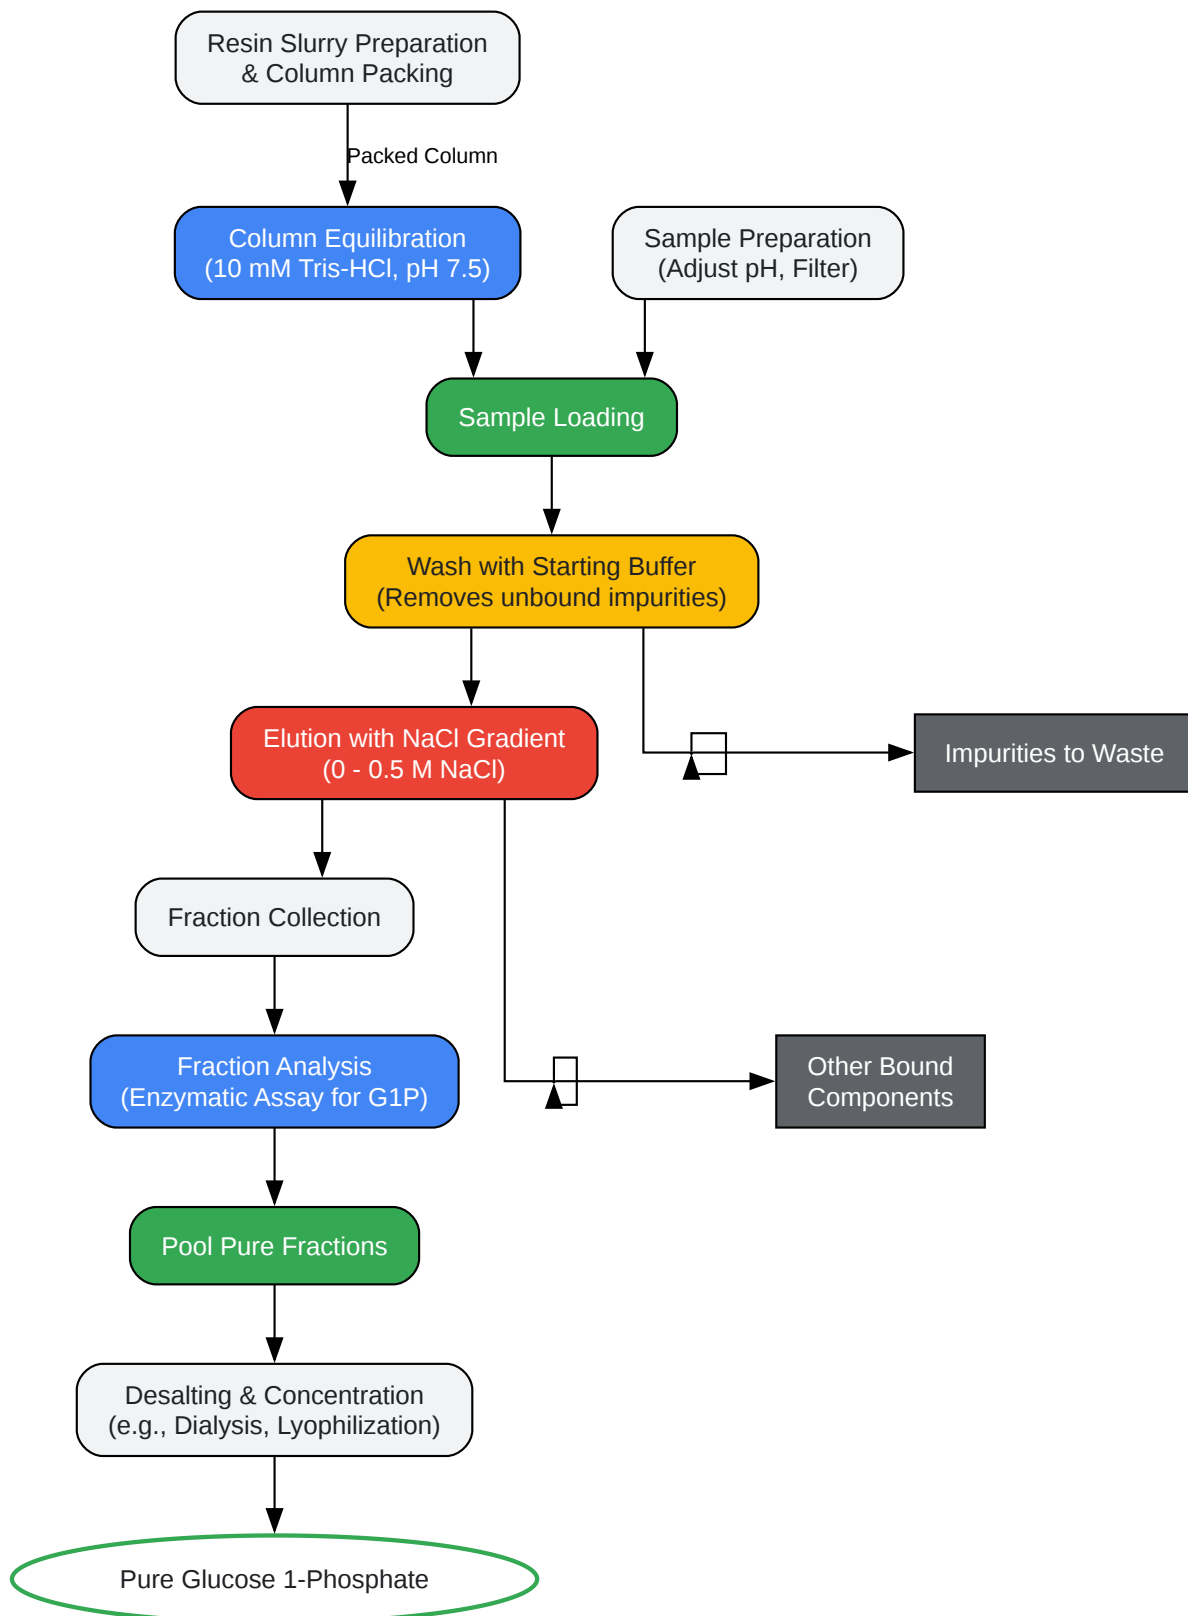 Resin Slurry Preparation
& Column Packing
Packed Column
Column Equilibration
(10 mM Tris-HCl, pH 7.5)
Sample Preparation
(Adjust pH, Filter)
Sample Loading
Wash with Starting Buffer
(Removes unbound impurities)
Elution with NaCl Gradient
(0 - 0.5 M NaCl)
Impurities to Waste
Fraction Collection
Fraction Analysis
(Enzymatic Assay for G1P)
Other Bound
Components
Pool Pure Fractions
Desalting & Concentration
(e.g., Dialysis, Lyophilization)
Pure Glucose 1-Phosphate